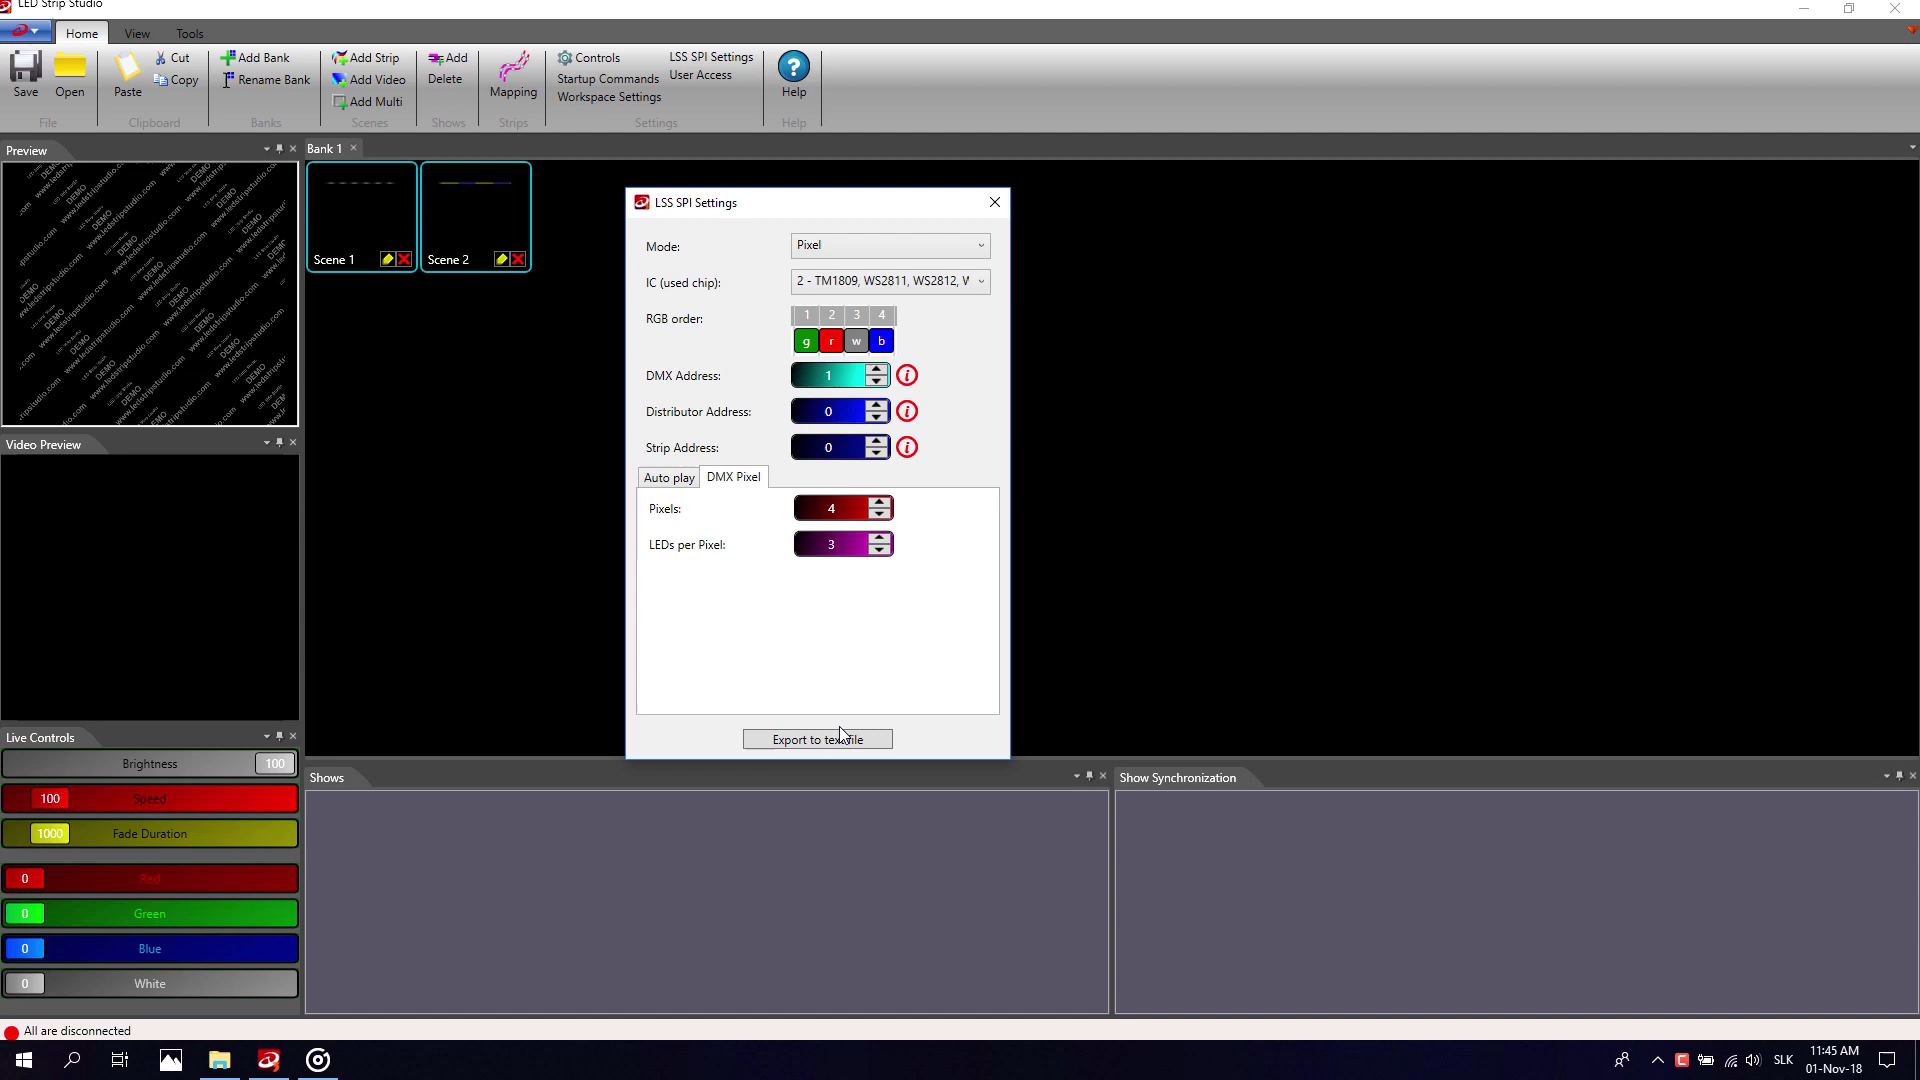 LED Strip Studio
Home View Tools
Save Open Paste Cut Copy
Add Bank Rename Bank
Add Strip Add Video Add Multi
Add Delete
Mapping
Controls LSS SPI Settings
Startup Commands User Access
Workspace Settings
Help
File Clipboard Banks Scenes Shows Strips Settings Help
Preview
DEMO
www.ledstripstudio.com
Bank 1
Scene 1
Scene 2
Video Preview
LSS SPI Settings
Mode: Pixel
IC (used chip): 2 - TM1809, WS2811, WS2812, W
RGB order: 1 2 3 4
g r w b
DMX Address: 1
Distributor Address: 0
Strip Address: 0
Auto play DMX Pixel
Pixels: 4
LEDs per Pixel: 3
Export to text file
Live Controls
Brightness 100
100 Speed
1000 Fade Duration
0 Red
0 Green
0 Blue
0 White
Shows
Show Synchronization
All are disconnected
SLK
11:45 AM
01-Nov-18